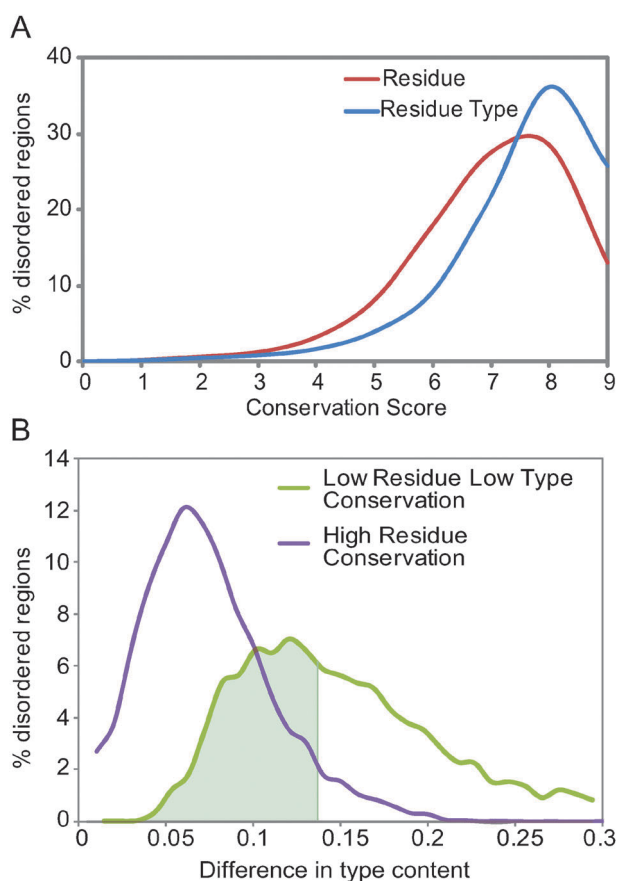 A
40
30
20
10
0
% disordered regions
Residue
Residue Type
0 1 2 3 4 5 6 7 8 9
Conservation Score
B
14
12
10
8
6
4
2
0
% disordered regions
Low Residue Low Type
Conservation
High Residue
Conservation
0 0.05 0.1 0.15 0.2 0.25 0.3
Difference in type content